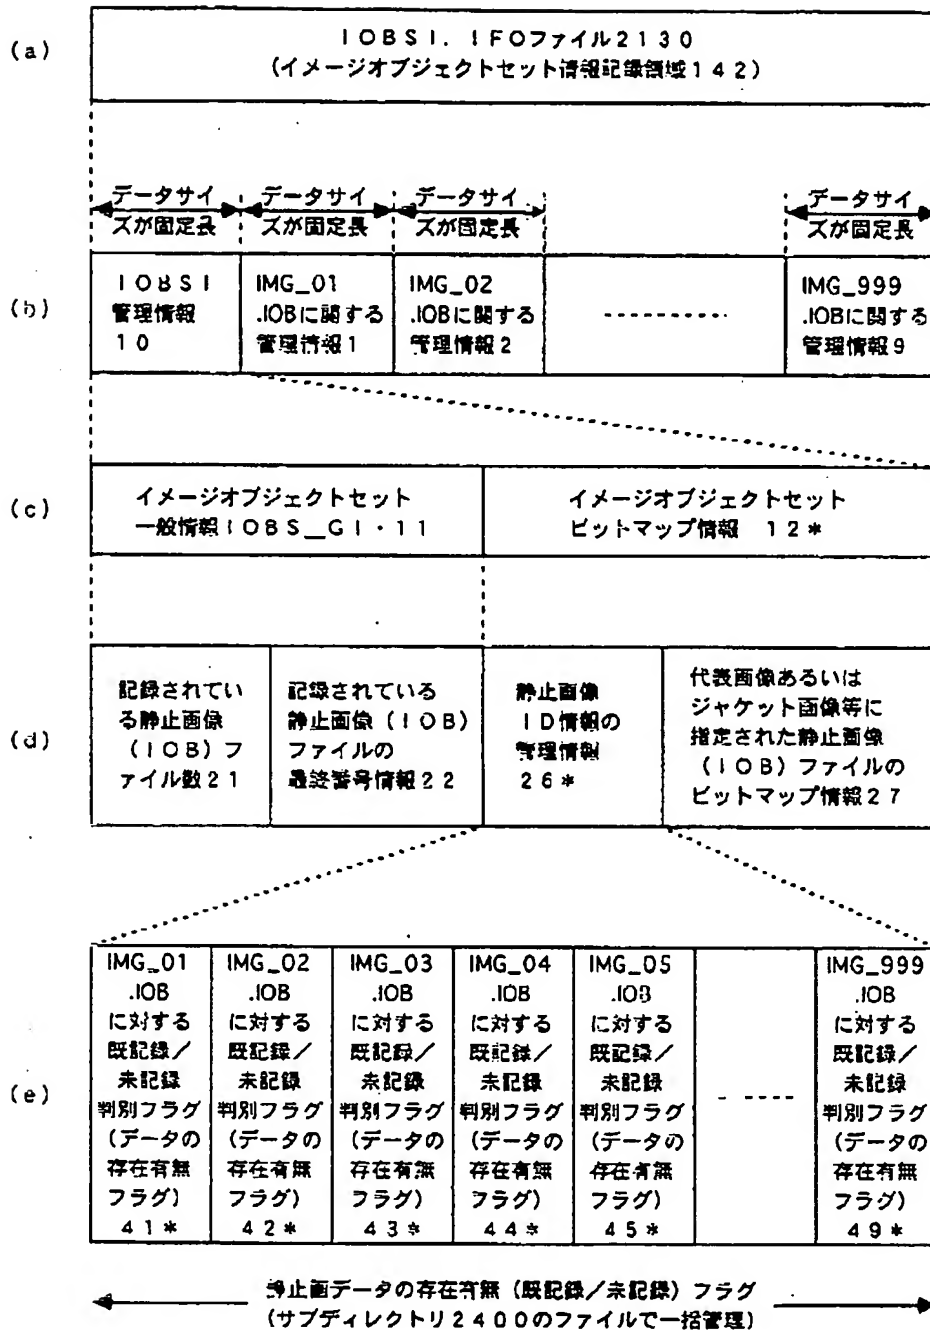 (a)
IOBSI. IFOファイル2130
(イメージオブジェクトセット情報記録領域142)
データサイズが固定長
データサイズが固定長
データサイズが固定長
データサイズが固定長
(b)
IOBSI
管理情報
10
IMG_01
.IOBに関する
管理情報1
IMG_02
.IOBに関する
管理情報2
IMG_999
.IOBに関する
管理情報9
(c)
イメージオブジェクトセット
一般情報IOBS__GI・11
イメージオブジェクトセット
ビットマップ情報 12*
(d)
記録されてい
る静止画像
(IOB)フ
ァイル数21
記録されている
静止画像(IOB)
ファイルの
最終番号情報22
静止画像
ID情報の
管理情報
26*
代表画像あるいは
ジャケット画像等に
指定された静止画像
(IOB)ファイルの
ビットマップ情報27
(e)
IMG_01
.IOB
に対する
既記録/
未記録
判別フラグ
(データの
存在有無
フラグ)
41*
IMG_02
.IOB
に対する
既記録/
未記録
判別フラグ
(データの
存在有無
フラグ)
42*
IMG_03
.IOB
に対する
既記録/
未記録
判別フラグ
(データの
存在有無
フラグ)
43*
IMG_04
.IOB
に対する
既記録/
未記録
判別フラグ
(データの
存在有無
フラグ)
44*
IMG_05
.IOB
に対する
既記録/
未記録
判別フラグ
(データの
存在有無
フラグ)
45*
IMG_999
.IOB
に対する
既記録/
未記録
判別フラグ
(データの
存在有無
フラグ)
49*
静止画データの存在有無(既記録/未記録)フラグ
(サブディレクトリ2400のファイルで一括管理)